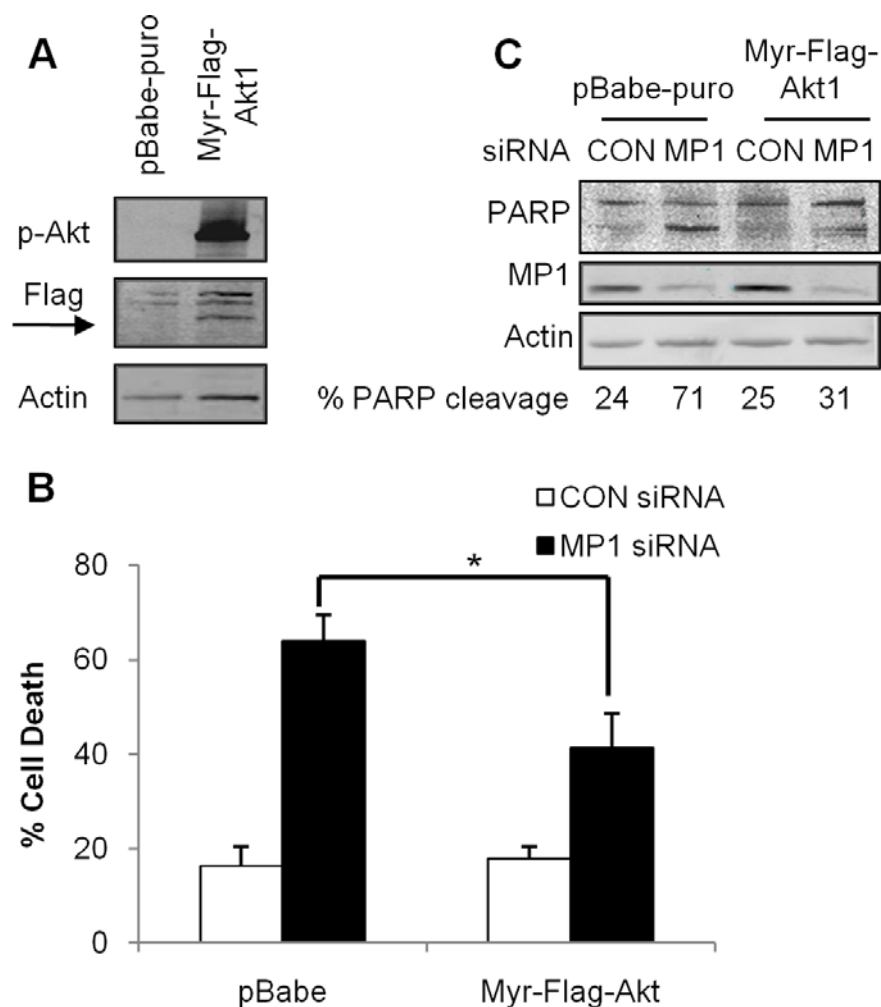 A
pBabe-puro
Myr-Flag-
Akt1
p-Akt
Flag
Actin
C
Myr-Flag-
pBabe-puro Akt1
siRNA CON MP1 CON MP1
PARP
MP1
Actin
% PARP cleavage 24 71 25 31
B
CON siRNA
MP1 siRNA
*
% Cell Death
80
60
40
20
0
pBabe Myr-Flag-Akt